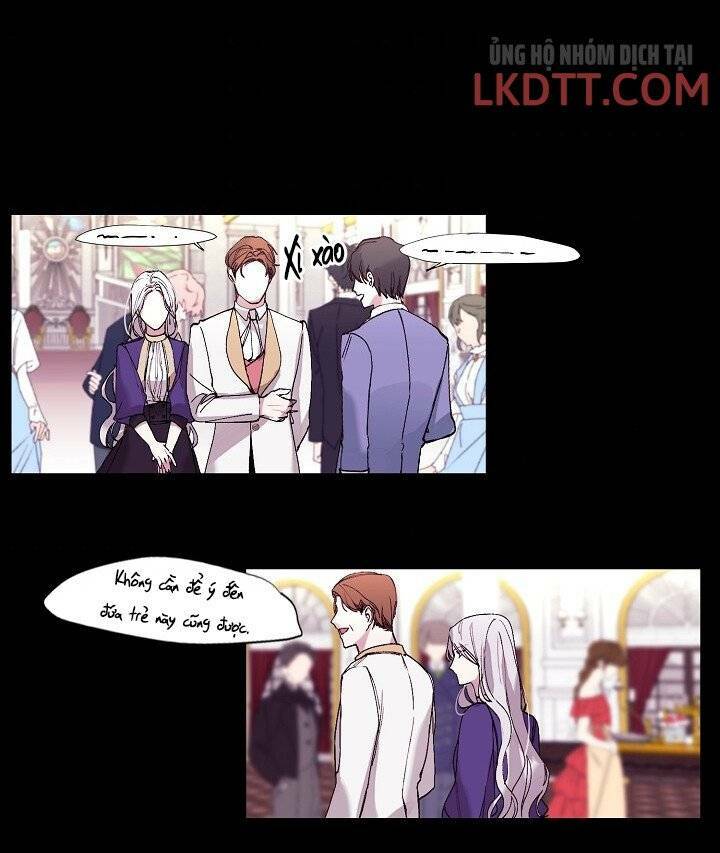 ỦNG HỘ NHÓM DỊCH TẠI
LKDTT.COM
Xì xào
Không cần để ý đến
đứa trẻ này cũng được.